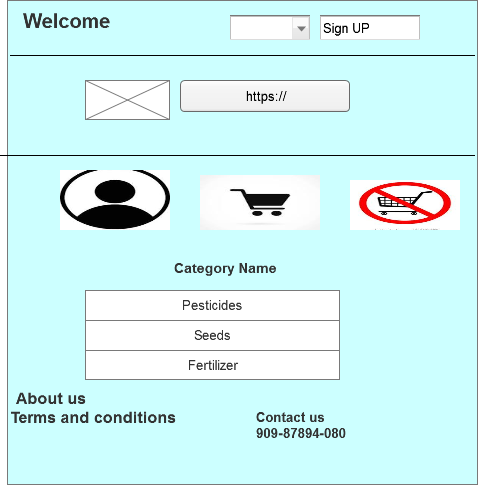 Welcome
Sign UP
https://
Category Name
Pesticides
Seeds
Fertilizer
About us
Terms and conditions
Contact us
909-87894-080